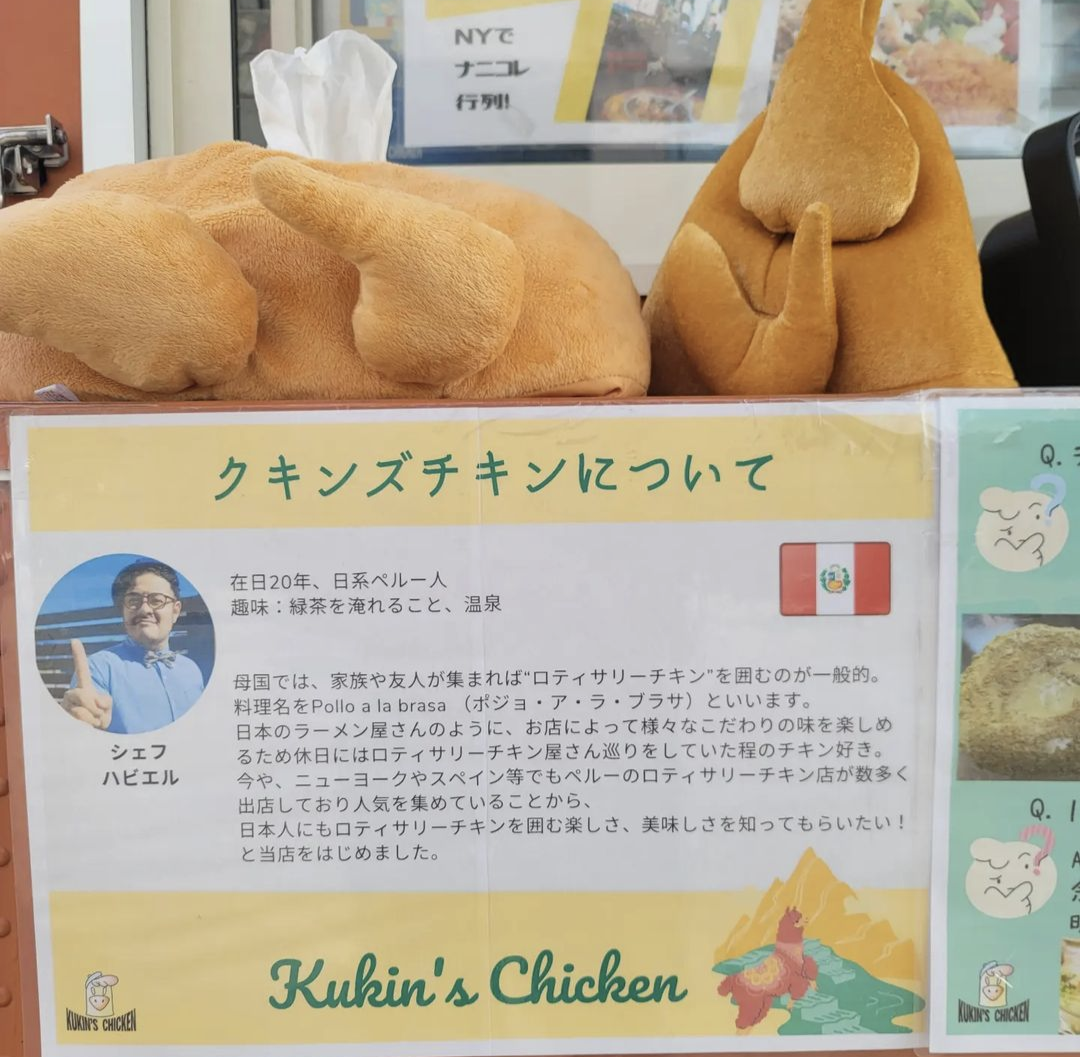 NYで
ナニコレ
行列!
クキンズチキンについて
在日20年、日系ペルー人
趣味：緑茶を淹れること、温泉
シェフ
ハビエル
母国では、家族や友人が集まれば“ロティサリーチキン”を囲むのが一般的。
料理名をPollo a la brasa （ポジョ・ア・ラ・ブラサ）といいます。
日本のラーメン屋さんのように、お店によって様々なこだわりの味を楽しめ
るため休日にはロティサリーチキン屋さん巡りをしていた程のチキン好き。
今や、ニューヨークやスペイン等でもペルーのロティサリーチキン店が数多く
出店しており人気を集めていることから、
日本人にもロティサリーチキンを囲む楽しさ、美味しさを知ってもらいたい！
と当店をはじめました。
Kukin's Chicken
KUKIN'S CHICKEN
Q.
?
Q.
?
A
KUKIN'S CHICKEN